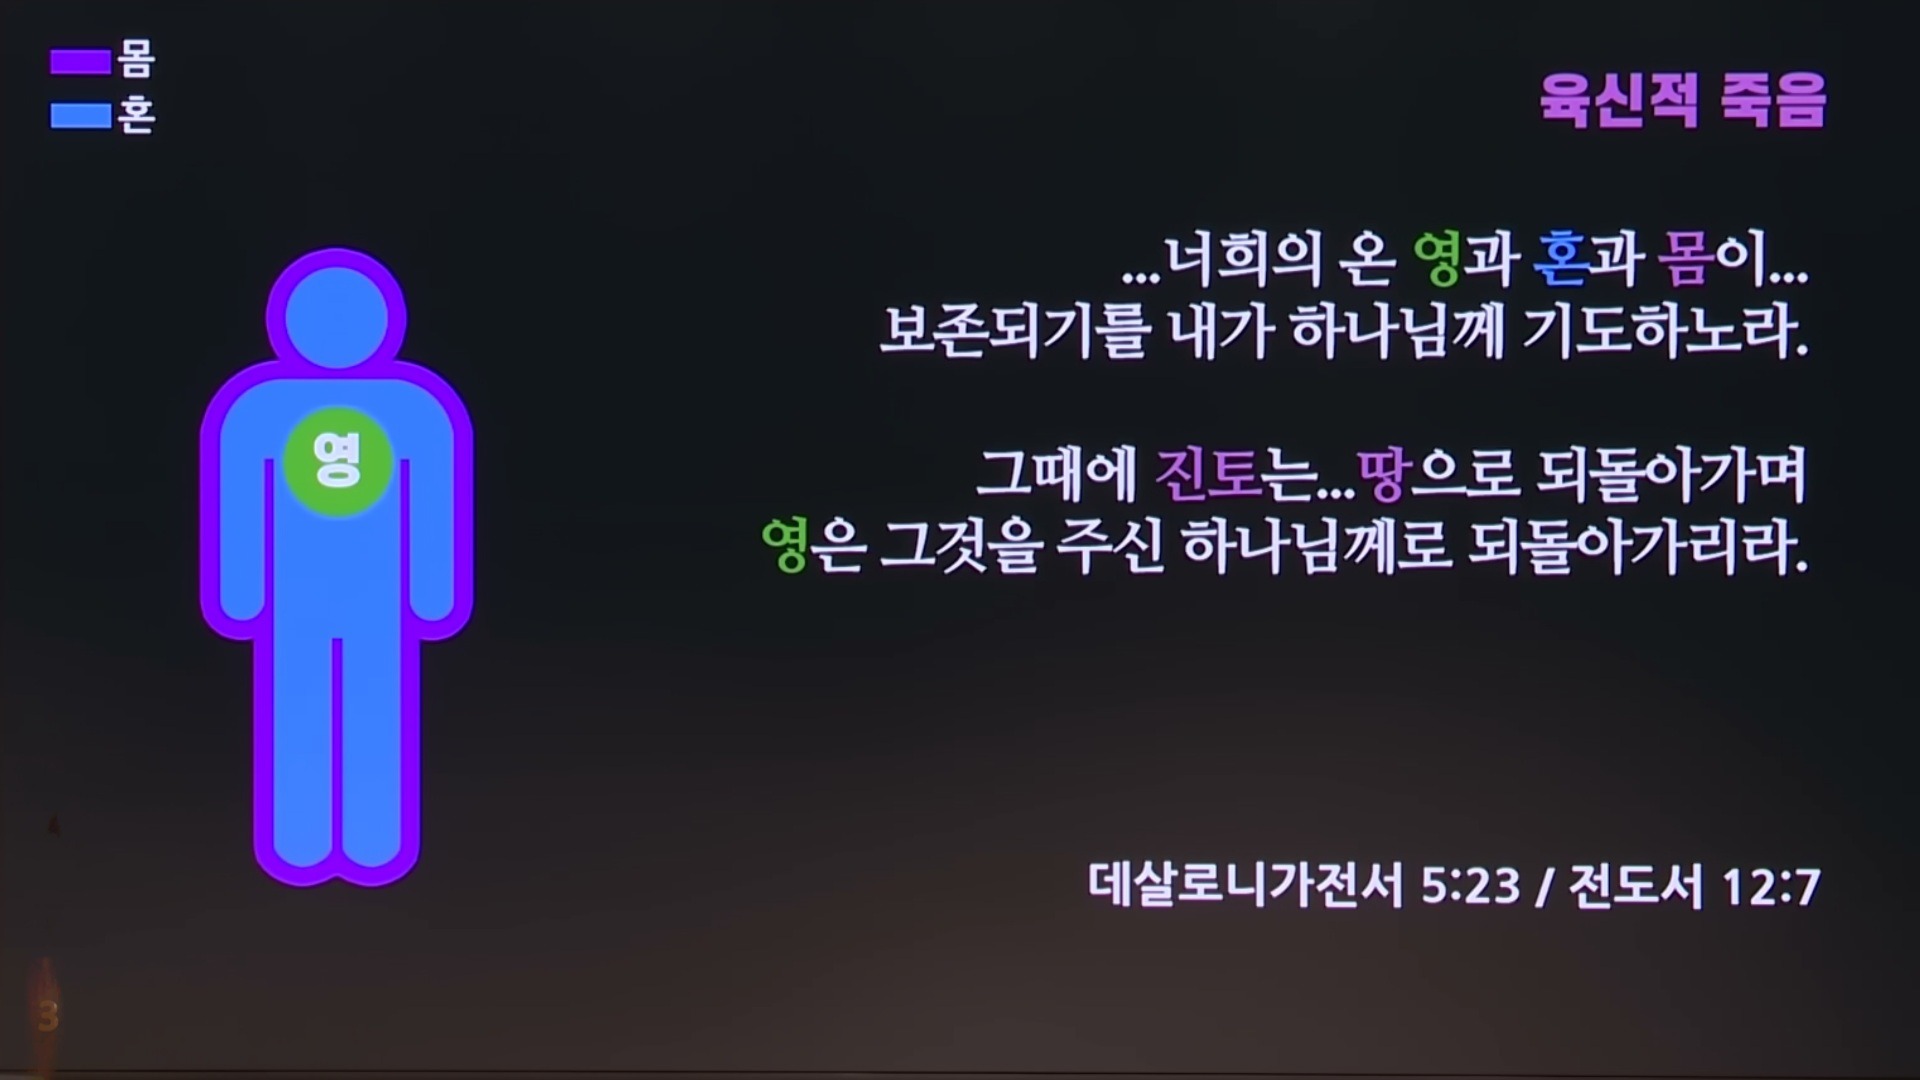 몸
혼
육신적 죽음
영
...너희의 온 영과 혼과 몸이...
보존되기를 내가 하나님께 기도하노라.
그때에 진토는...땅으로 되돌아가며
영은 그것을 주신 하나님께로 되돌아가리라.
데살로니가전서 5:23 / 전도서 12:7
3